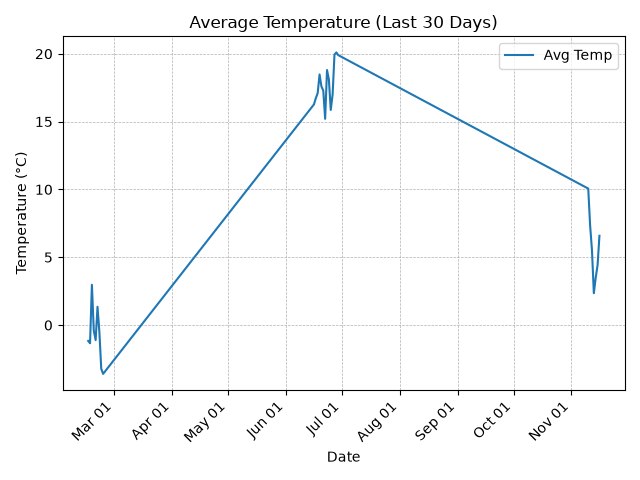 Average Temperature (Last 30 Days)
Avg Temp
Temperature (°C)
20
15
10
5
0
Mar 01
Apr 01
May 01
Jun 01
Jul 01
Aug 01
Sep 01
Oct 01
Nov 01
Date